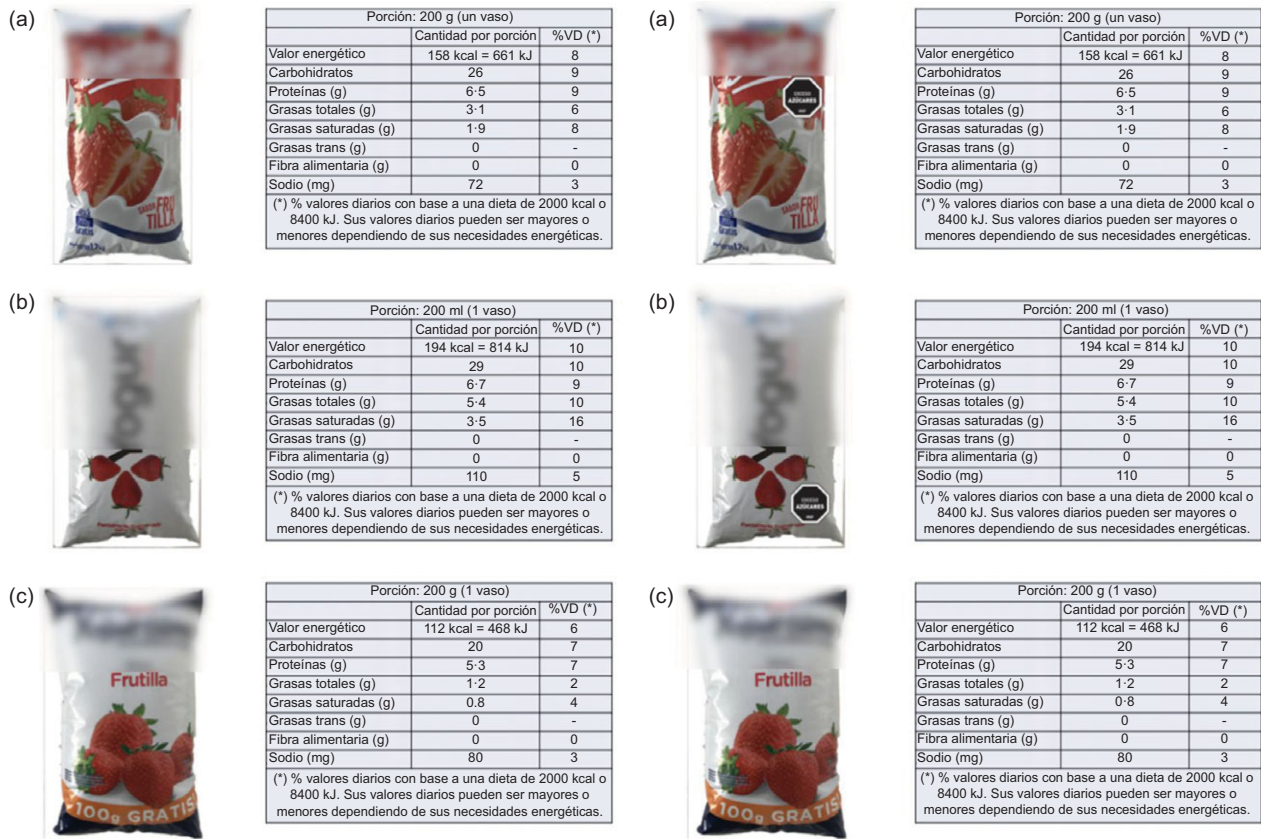 (a)
SABOR FRU
TILLA
Gratis
Porción: 200 g (un vaso)
Cantidad por porción %VD (*)
Valor energético 158 kcal = 661 kJ 8
Carbohidratos 26 9
Proteínas (g) 6·5 9
Grasas totales (g) 3·1 6
Grasas saturadas (g) 1·9 8
Grasas trans (g) 0 -
Fibra alimentaria (g) 0 0
Sodio (mg) 72 3
(*) % valores diarios con base a una dieta de 2000 kcal o
8400 kJ. Sus valores diarios pueden ser mayores o
menores dependiendo de sus necesidades energéticas.
(a)
EXCESO
AZÚCARES
SABOR FRU
TILLA
Gratis
Porción: 200 g (un vaso)
Cantidad por porción %VD (*)
Valor energético 158 kcal = 661 kJ 8
Carbohidratos 26 9
Proteínas (g) 6·5 9
Grasas totales (g) 3·1 6
Grasas saturadas (g) 1·9 8
Grasas trans (g) 0 -
Fibra alimentaria (g) 0 0
Sodio (mg) 72 3
(*) % valores diarios con base a una dieta de 2000 kcal o
8400 kJ. Sus valores diarios pueden ser mayores o
menores dependiendo de sus necesidades energéticas.
(b)
Yogur
Porción: 200 ml (1 vaso)
Cantidad por porción %VD (*)
Valor energético 194 kcal = 814 kJ 10
Carbohidratos 29 10
Proteínas (g) 6·7 9
Grasas totales (g) 5·4 10
Grasas saturadas (g) 3·5 16
Grasas trans (g) 0 -
Fibra alimentaria (g) 0 0
Sodio (mg) 110 5
(*) % valores diarios con base a una dieta de 2000 kcal o
8400 kJ. Sus valores diarios pueden ser mayores o
menores dependiendo de sus necesidades energéticas.
(b)
Yogur
EXCESO
AZÚCARES
Porción: 200 ml (1 vaso)
Cantidad por porción %VD (*)
Valor energético 194 kcal = 814 kJ 10
Carbohidratos 29 10
Proteínas (g) 6·7 9
Grasas totales (g) 5·4 10
Grasas saturadas (g) 3·5 16
Grasas trans (g) 0 -
Fibra alimentaria (g) 0 0
Sodio (mg) 110 5
(*) % valores diarios con base a una dieta de 2000 kcal o
8400 kJ. Sus valores diarios pueden ser mayores o
menores dependiendo de sus necesidades energéticas.
(c)
Frutilla
+100g GRATIS
Porción: 200 g (1 vaso)
Cantidad por porción %VD (*)
Valor energético 112 kcal = 468 kJ 6
Carbohidratos 20 7
Proteínas (g) 5·3 7
Grasas totales (g) 1·2 2
Grasas saturadas (g) 0.8 4
Grasas trans (g) 0 -
Fibra alimentaria (g) 0 0
Sodio (mg) 80 3
(*) % valores diarios con base a una dieta de 2000 kcal o
8400 kJ. Sus valores diarios pueden ser mayores o
menores dependiendo de sus necesidades energéticas.
(c)
Frutilla
+100g GRATIS
Porción: 200 g (1 vaso)
Cantidad por porción %VD (*)
Valor energético 112 kcal = 468 kJ 6
Carbohidratos 20 7
Proteínas (g) 5·3 7
Grasas totales (g) 1·2 2
Grasas saturadas (g) 0·8 4
Grasas trans (g) 0 -
Fibra alimentaria (g) 0 0
Sodio (mg) 80 3
(*) % valores diarios con base a una dieta de 2000 kcal o
8400 kJ. Sus valores diarios pueden ser mayores o
menores dependiendo de sus necesidades energéticas.